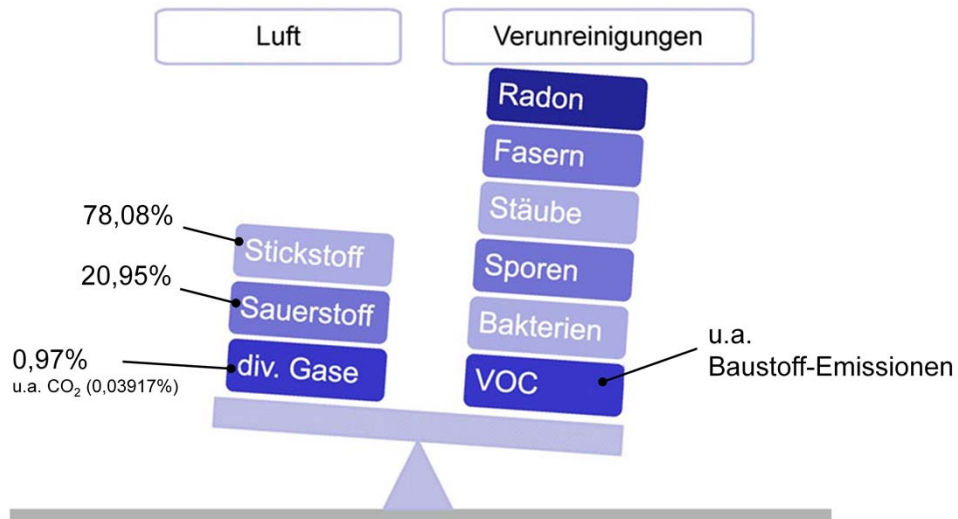 Luft
Verunreinigungen
Radon
Fasern
Stäube
Sporen
Bakterien
VOC
u.a.
Baustoff-Emissionen
78,08%
Stickstoff
20,95%
Sauerstoff
0,97%
u.a. CO₂ (0,03917%)
div. Gase